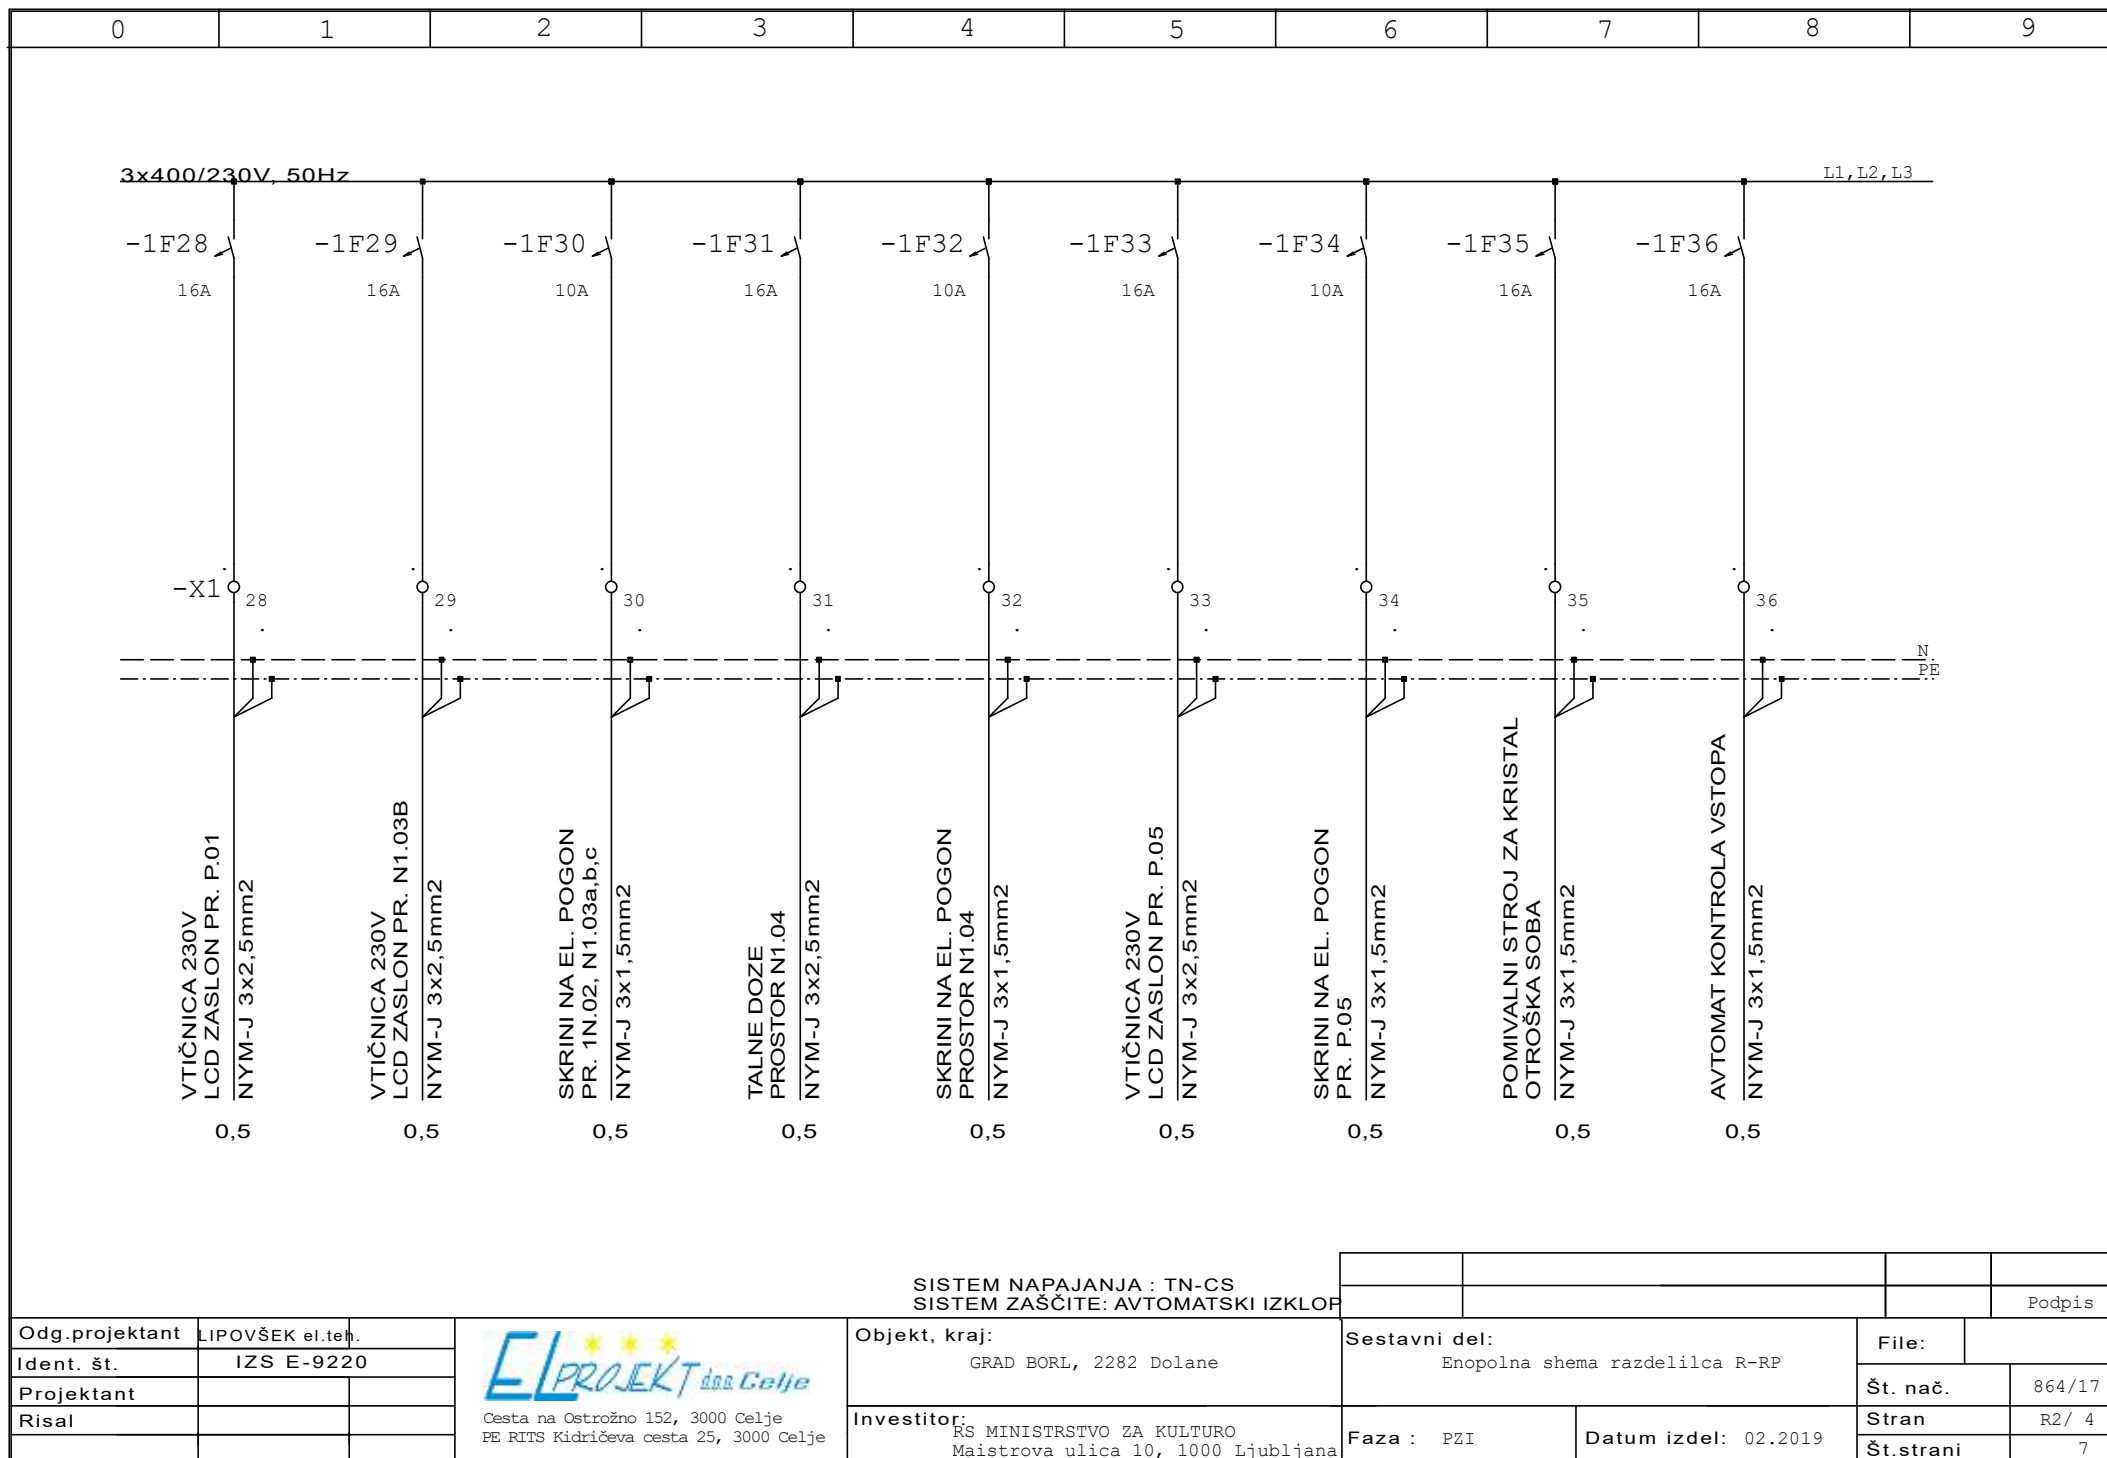 0 1 2 3 4 5 6 7 8 9
3x400/230V, 50Hz
L1,L2,L3
-1F28 -1F29 -1F30 -1F31 -1F32 -1F33 -1F34 -1F35 -1F36
16A 16A 10A 16A 10A 16A 10A 16A 16A
-X1 28 29 30 31 32 33 34 35 36
N
PE
VTIČNICA 230V
LCD ZASLON PR. P.01
NYM-J 3x2,5mm2
VTIČNICA 230V
LCD ZASLON PR. N1.03B
NYM-J 3x2,5mm2
SKRINI NA EL. POGON
PR. 1N.02, N1.03a,b,c
NYM-J 3x1,5mm2
TALNE DOZE
PROSTOR N1.04
NYM-J 3x2,5mm2
SKRINI NA EL. POGON
PROSTOR N1.04
NYM-J 3x1,5mm2
VTIČNICA 230V
LCD ZASLON PR. P.05
NYM-J 3x2,5mm2
SKRINI NA EL. POGON
PR. P.05
NYM-J 3x1,5mm2
POMIVALNI STROJ ZA KRISTAL
OTROŠKA SOBA
NYM-J 3x1,5mm2
AVTOMAT KONTROLA VSTOPA
NYM-J 3x1,5mm2
0,5 0,5 0,5 0,5 0,5 0,5 0,5 0,5 0,5
SISTEM NAPAJANJA : TN-CS
SISTEM ZAŠČITE: AVTOMATSKI IZKLOP
Podpis
Odg.projektant LIPOVŠEK el.teh.
Ident. št. IZS E-9220
Projektant
Risal
ELPROJEKT d.o.o. Celje
Cesta na Ostrožno 152, 3000 Celje
PE RITS Kidričeva cesta 25, 3000 Celje
Objekt, kraj:
GRAD BORL, 2282 Dolane
Investitor:
RS MINISTRSTVO ZA KULTURO
Maistrova ulica 10, 1000 Ljubljana
Sestavni del:
Enopolna shema razdelilca R-RP
Faza : PZI
Datum izdel: 02.2019
File:
Št. nač. 864/17
Stran R2/ 4
Št.strani 7